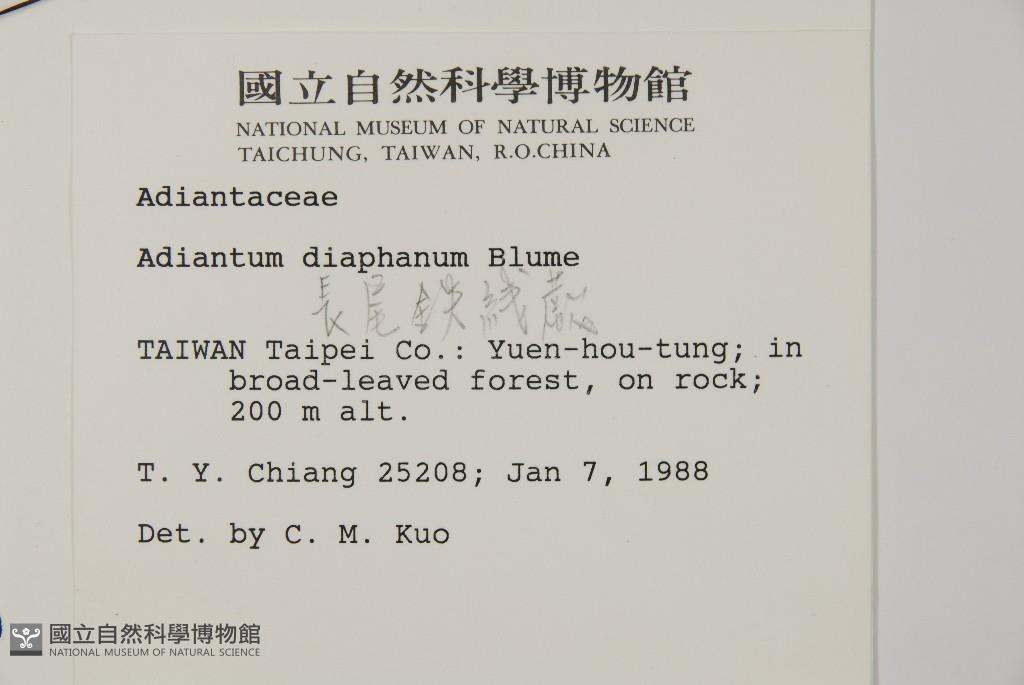 國立自然科學博物館
NATIONAL MUSEUM OF NATURAL SCIENCE
TAICHUNG, TAIWAN, R.O.CHINA
Adiantaceae
Adiantum diaphanum Blume
長尾鉄線蕨
TAIWAN Taipei Co.: Yuen-hou-tung; in
broad-leaved forest, on rock;
200 m alt.
T. Y. Chiang 25208; Jan 7, 1988
Det. by C. M. Kuo
國立自然科學博物館
NATIONAL MUSEUM OF NATURAL SCIENCE